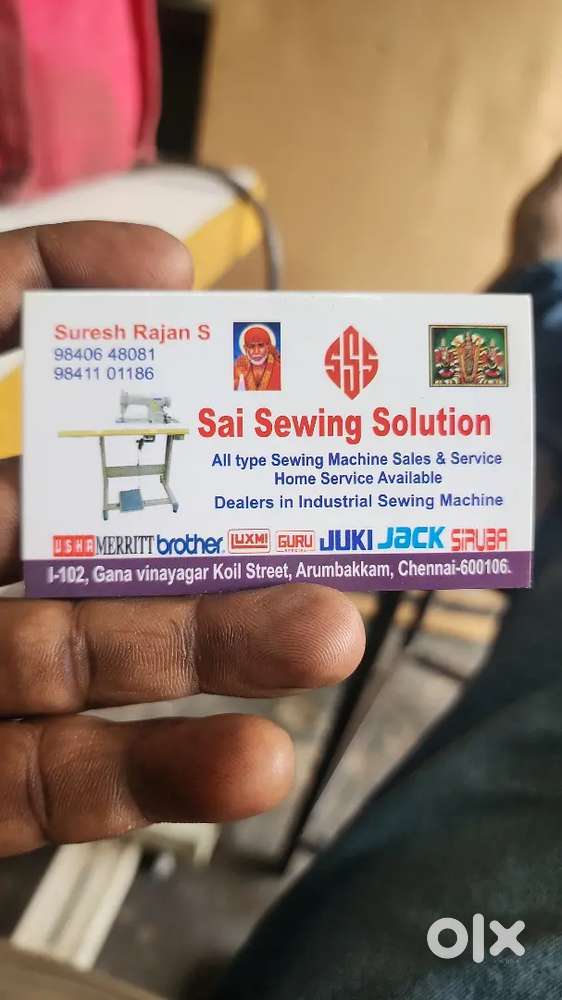 Suresh Rajan S
98406 48081
98411 01186
SSS
Sai Sewing Solution
All type Sewing Machine Sales & Service
Home Service Available
Dealers in Industrial Sewing Machine
USHA MERRITT brother LUXMI GURU JUKI JACK SIRUBA
I-102, Gana vinayagar Koil Street, Arumbakkam, Chennai-600106.
olx